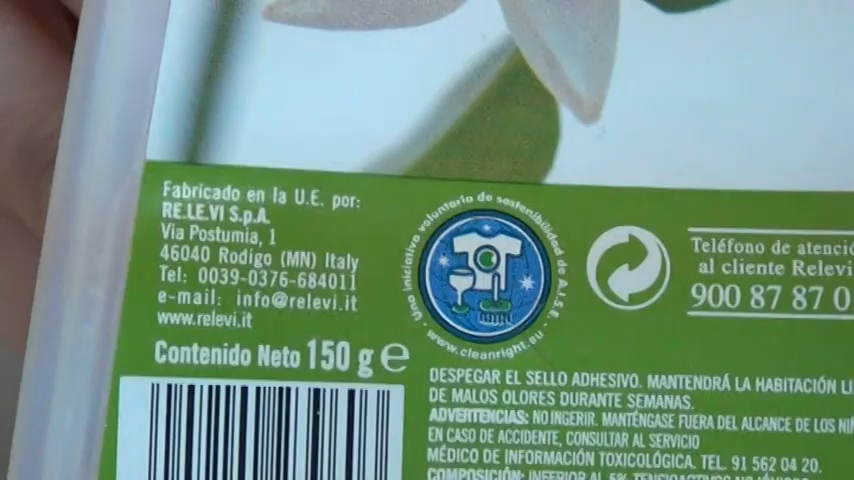 Fabricado en la U.E. por:
RE.LE.VI S.p.A.
Via Postumia, 1
46040 Rodigo (MN) Italy
Tel: 0039-0376-684011
e-mail: info@relevi.it
www.relevi.it
Contenido Neto 150 g e
Una iniciativa voluntaria de sostenibilidad de A.I.S.E.
www.cleanright.eu
Teléfono de atenció
al cliente Relevi
900 87 87 0
DESPEGAR EL SELLO ADHESIVO. MANTENDRÁ LA HABITACIÓN LI
DE MALOS OLORES DURANTE SEMANAS.
ADVERTENCIAS: NO INGERIR. MANTÉNGASE FUERA DEL ALCANCE DE LOS NIÑ
EN CASO DE ACCIDENTE, CONSULTAR AL SERVICIO
MÉDICO DE INFORMACIÓN TOXICOLÓGICA. TEL. 91 562 04 20.
COMPOSICIÓN: INFERIOR AL 5% TENSIOACTIVOS NO IÓNICOS